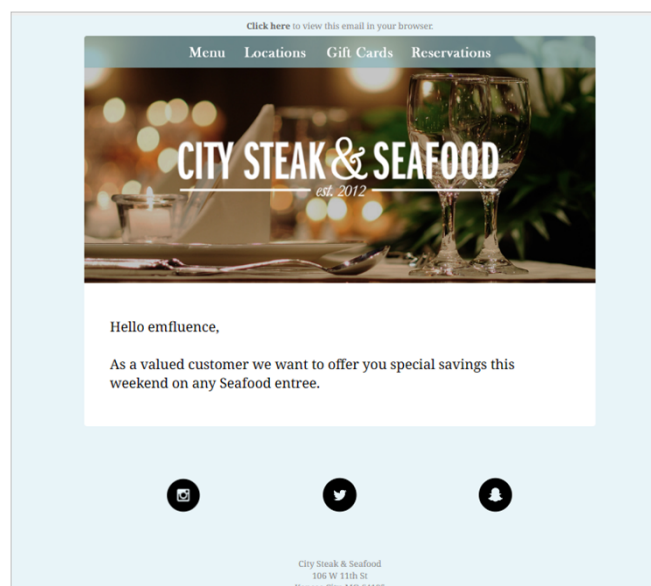 Click here to view this email in your browser.
Menu Locations Gift Cards Reservations
CITY STEAK & SEAFOOD
est. 2012
Hello emfluence,
As a valued customer we want to offer you special savings this
weekend on any Seafood entree.
City Steak & Seafood
106 W 11th St